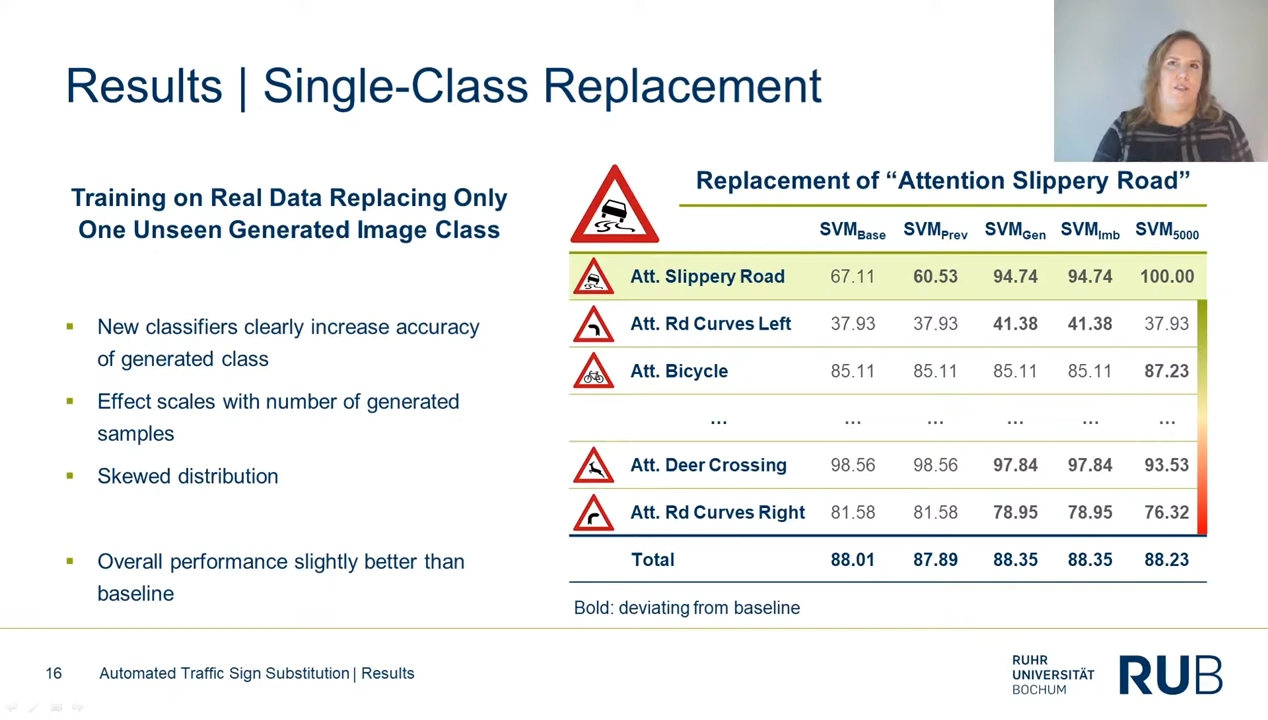 Results | Single-Class Replacement
Training on Real Data Replacing Only
One Unseen Generated Image Class
▪ New classifiers clearly increase accuracy
of generated class
▪ Effect scales with number of generated
samples
▪ Skewed distribution
▪ Overall performance slightly better than
baseline
Replacement of “Attention Slippery Road”
SVMBase SVMPrev SVMGen SVMImb SVM5000
Att. Slippery Road 67.11 60.53 94.74 94.74 100.00
Att. Rd Curves Left 37.93 37.93 41.38 41.38 37.93
Att. Bicycle 85.11 85.11 85.11 85.11 87.23
... ... ... ... ... ...
Att. Deer Crossing 98.56 98.56 97.84 97.84 93.53
Att. Rd Curves Right 81.58 81.58 78.95 78.95 76.32
Total 88.01 87.89 88.35 88.35 88.23
Bold: deviating from baseline
16 Automated Traffic Sign Substitution | Results
RUHR
UNIVERSITÄT
BOCHUM
RUB